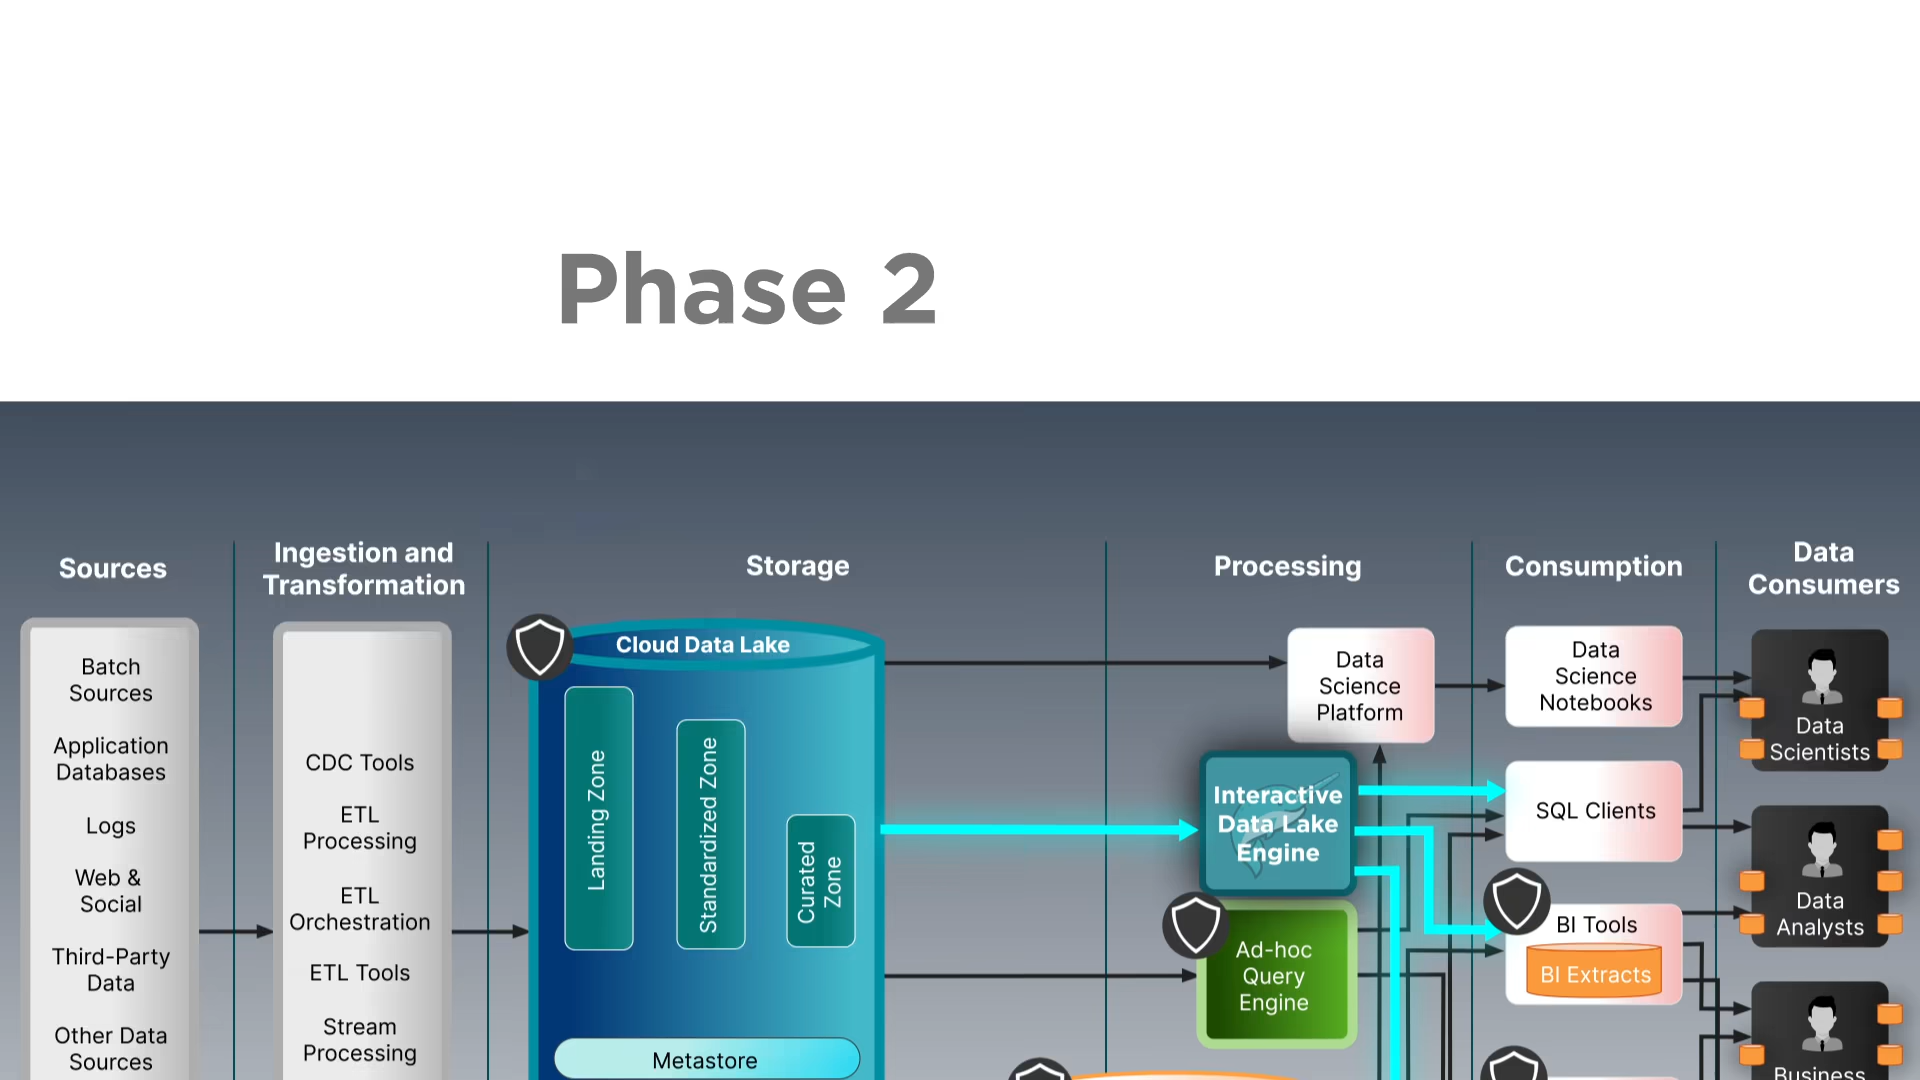 Phase 2
Sources
Ingestion and
Transformation
Storage
Processing
Consumption
Data
Consumers
Batch
Sources
Application
Databases
Logs
Web &
Social
Third-Party
Data
Other Data
Sources
CDC Tools
ETL
Processing
ETL
Orchestration
ETL Tools
Stream
Processing
Cloud Data Lake
Landing Zone
Standardized Zone
Curated
Zone
Metastore
Data
Science
Platform
Interactive
Data Lake
Engine
Ad-hoc
Query
Engine
Data
Science
Notebooks
SQL Clients
BI Tools
BI Extracts
Data
Scientists
Data
Analysts
Business